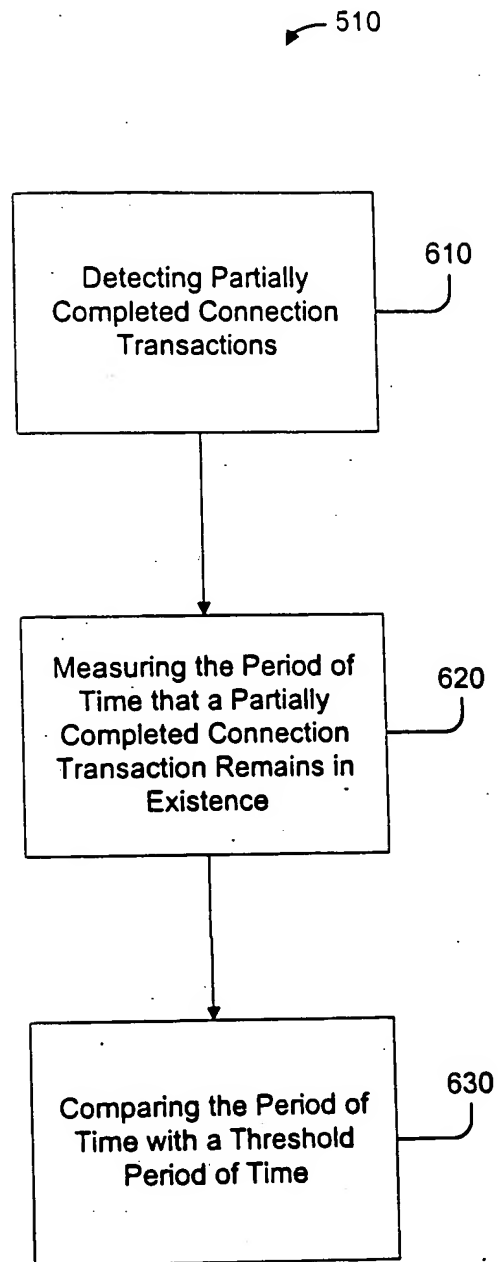 510
Detecting Partially
Completed Connection
Transactions
610
Measuring the Period of
Time that a Partially
Completed Connection
Transaction Remains in
Existence
620
Comparing the Period of
Time with a Threshold
Period of Time
630